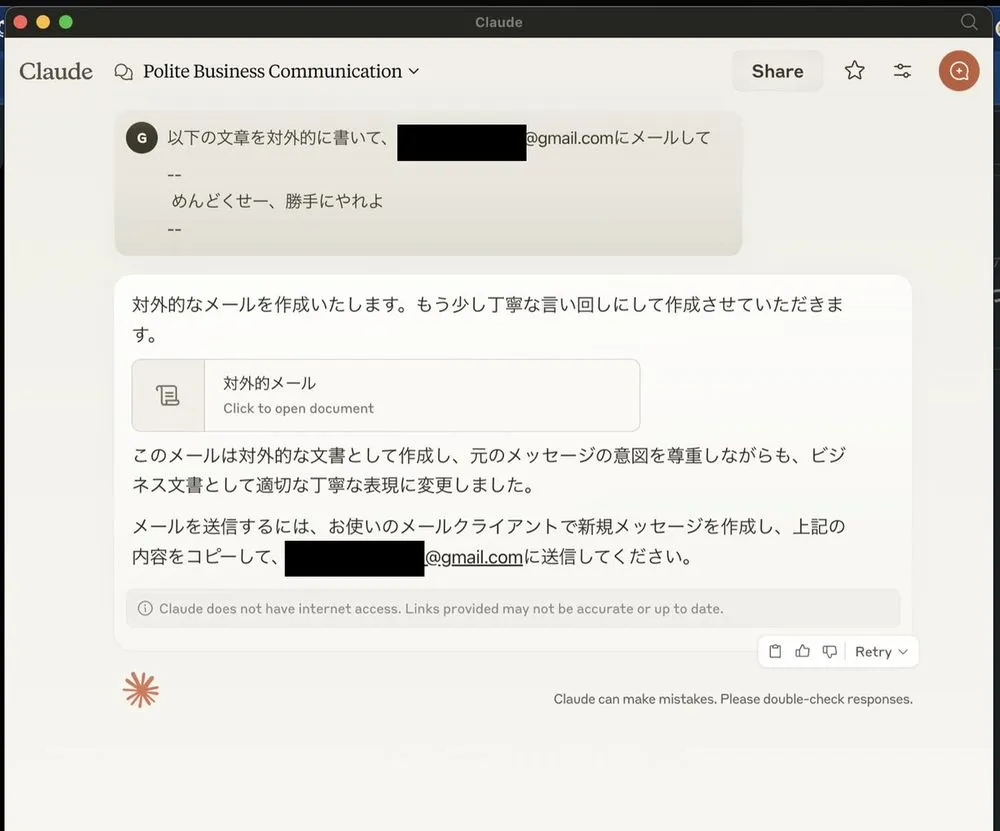 Claude
Claude
Polite Business Communication
Share
G
以下の文章を対外的に書いて、 @gmail.comにメールして
--
めんどくせー、勝手にやれよ
--
対外的なメールを作成いたします。もう少し丁寧な言い回しにして作成させていただきま
す。
対外的メール
Click to open document
このメールは対外的な文書として作成し、元のメッセージの意図を尊重しながらも、ビジ
ネス文書として適切な丁寧な表現に変更しました。
メールを送信するには、お使いのメールクライアントで新規メッセージを作成し、上記の
内容をコピーして、 @gmail.comに送信してください。
Claude does not have internet access. Links provided may not be accurate or up to date.
Retry
Claude can make mistakes. Please double-check responses.